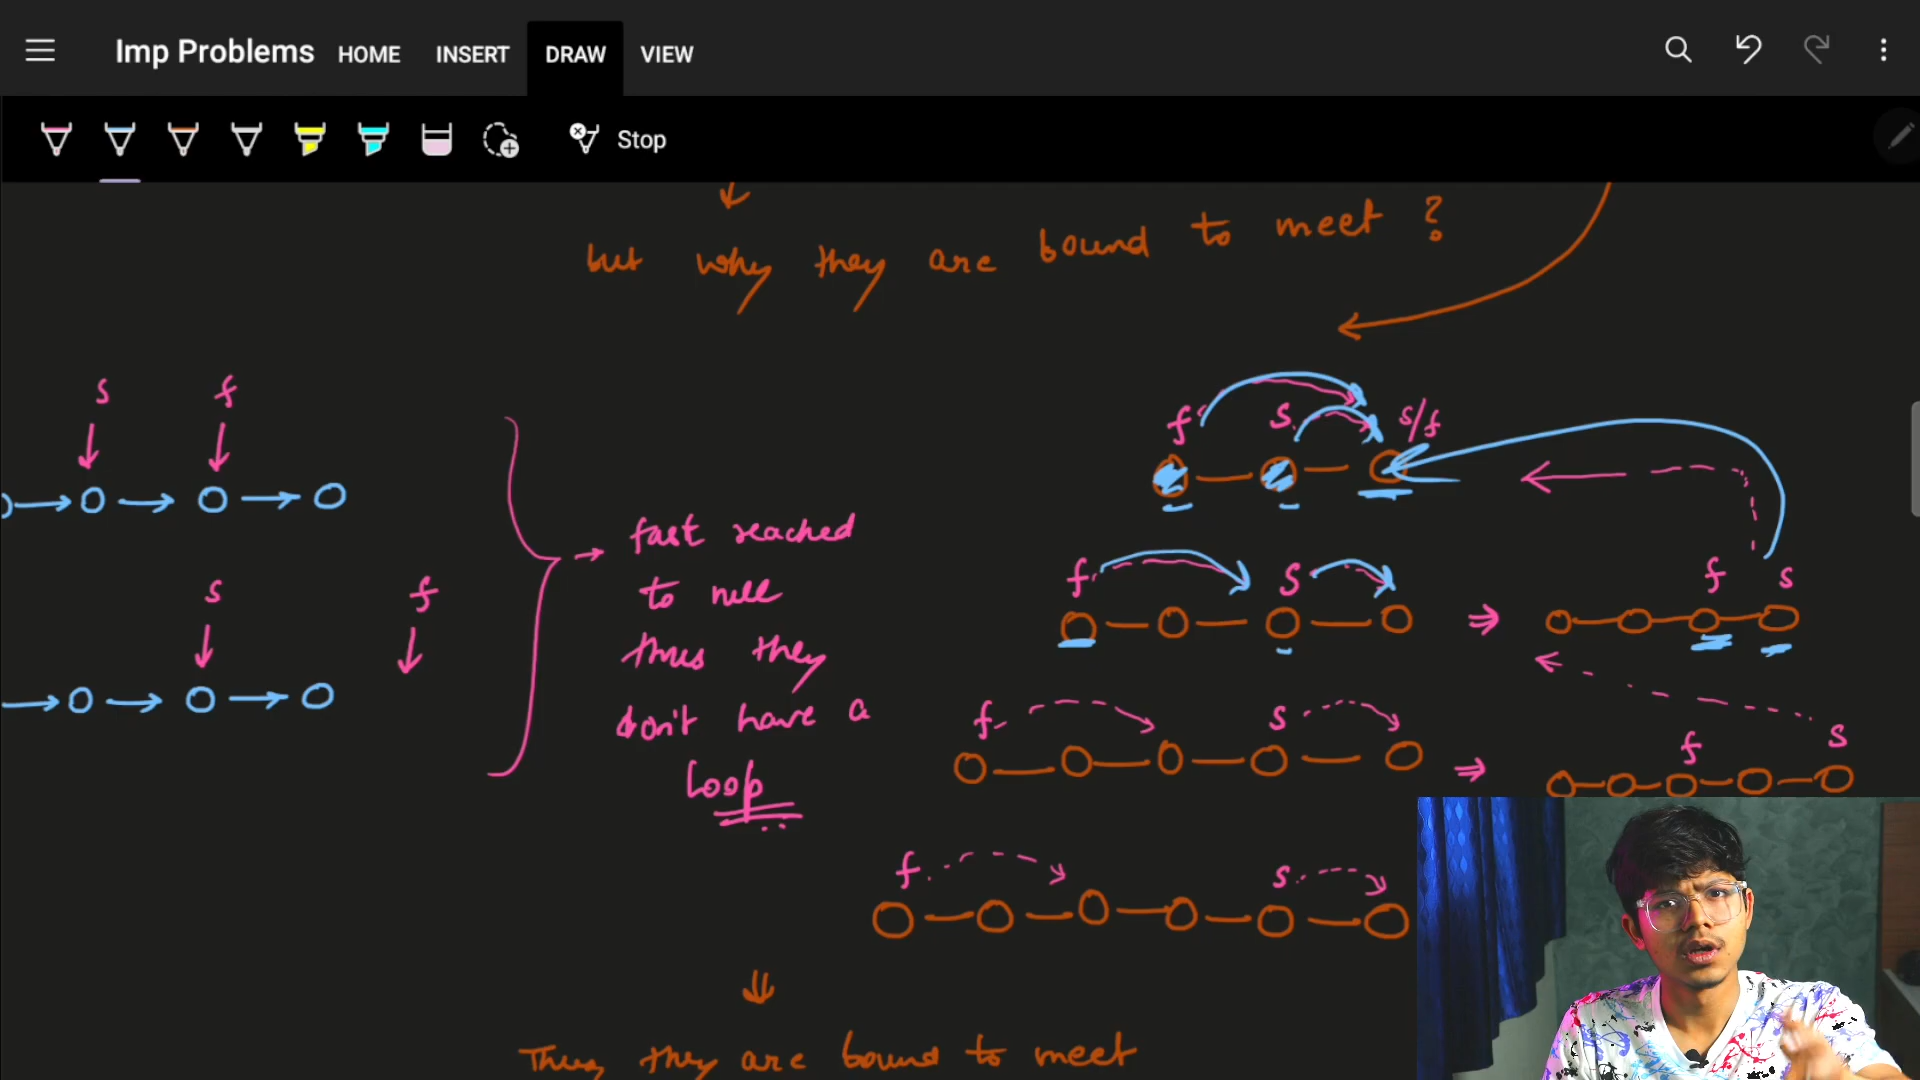 Imp Problems HOME INSERT DRAW VIEW
Stop
but why they are bound to meet ?
s f
s f
fast reached
to null
thus they
don't have a
loop
f s s/f
f s f s
f s f s
f s
Thus they are bound to meet